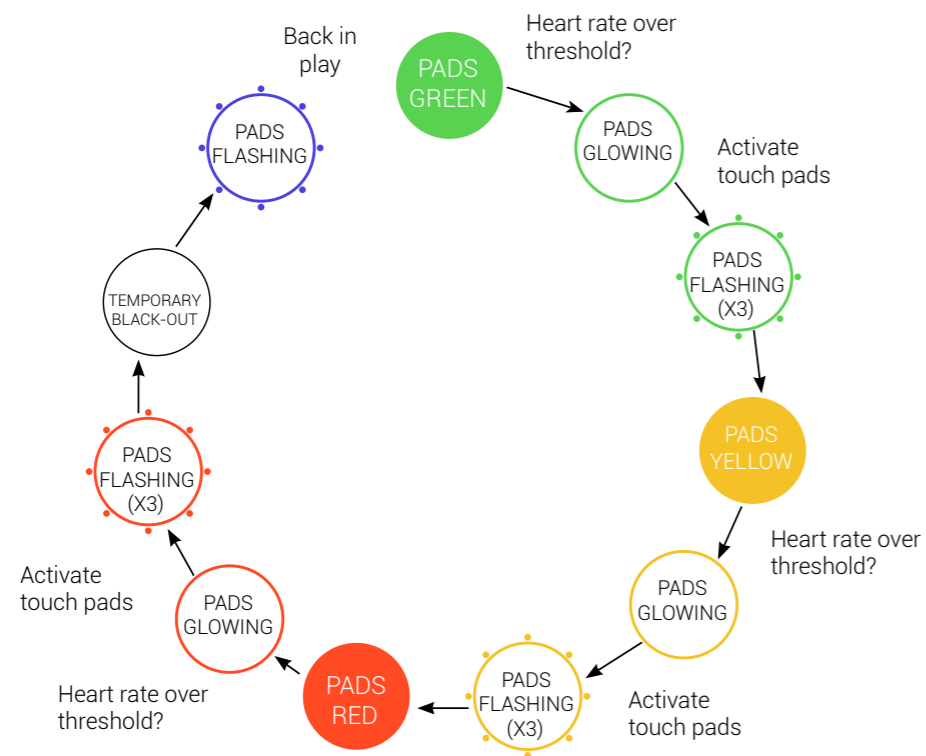 Back in
play
PADS
FLASHING
PADS
GREEN
Heart rate over
threshold?
PADS
GLOWING
Activate
touch pads
PADS
FLASHING
(X3)
PADS
YELLOW
Heart rate over
threshold?
PADS
GLOWING
Activate
touch pads
PADS
FLASHING
(X3)
PADS
RED
Heart rate over
threshold?
PADS
GLOWING
Activate
touch pads
PADS
FLASHING
(X3)
TEMPORARY
BLACK-OUT